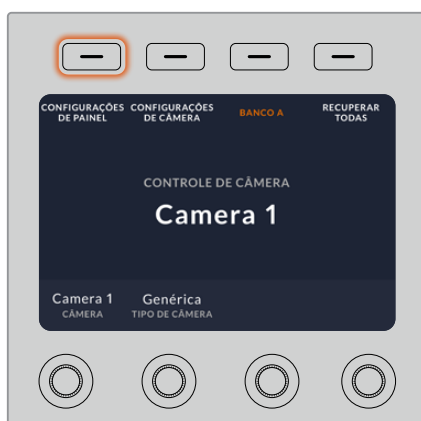 CONFIGURAÇÕES CONFIGURAÇÕES BANCO A RECUPERAR
DE PAINEL DE CÂMERA TODAS
CONTROLE DE CÂMERA
Camera 1
Camera 1 Genérica
CÂMERA TIPO DE CÂMERA